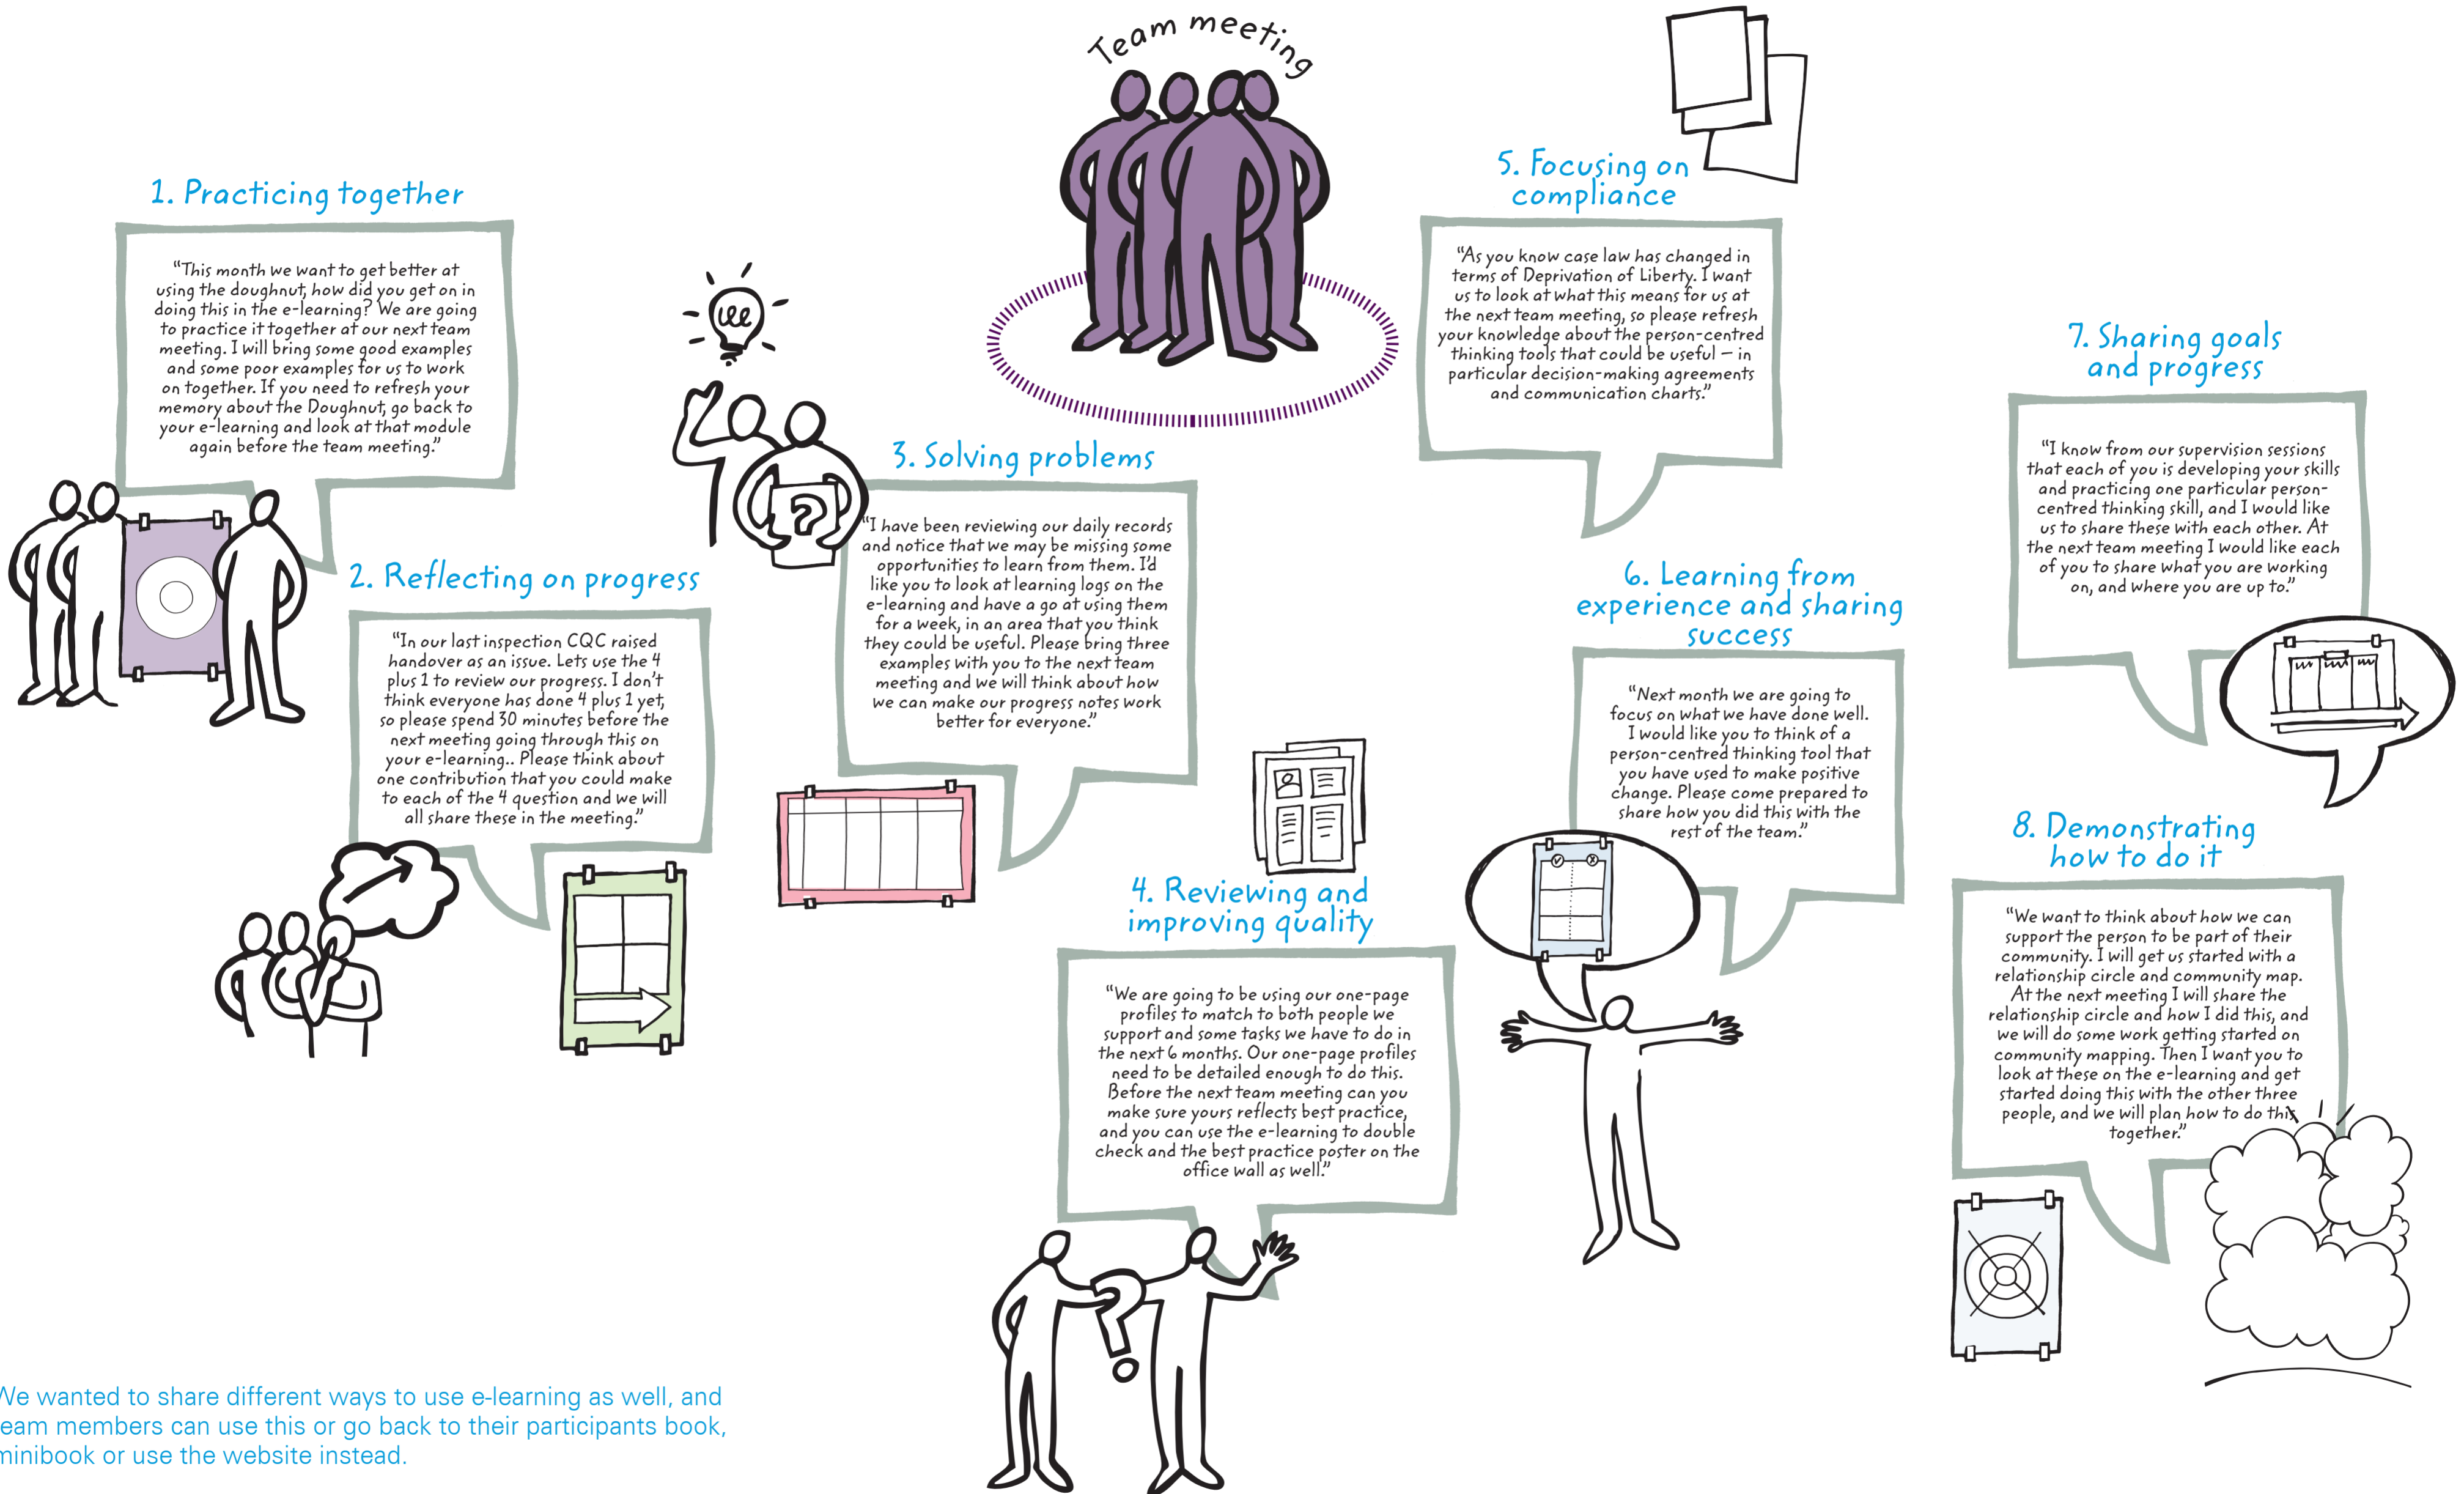 Team meeting
1. Practicing together
“This month we want to get better at
using the doughnut, how did you get on in
doing this in the e-learning? We are going
to practice it together at our next team
meeting. I will bring some good examples
and some poor examples for us to work
on together. If you need to refresh your
memory about the Doughnut, go back to
your e-learning and look at that module
again before the team meeting.”
2. Reflecting on progress
“In our last inspection CQC raised
handover as an issue. Lets use the 4
plus 1 to review our progress. I don’t
think everyone has done 4 plus 1 yet,
so please spend 30 minutes before the
next meeting going through this on
your e-learning.. Please think about
one contribution that you could make
to each of the 4 question and we will
all share these in the meeting.”
3. Solving problems
“I have been reviewing our daily records
and notice that we may be missing some
opportunities to learn from them. I’d
like you to look at learning logs on the
e-learning and have a go at using them
for a week, in an area that you think
they could be useful. Please bring three
examples with you to the next team
meeting and we will think about how
we can make our progress notes work
better for everyone.”
4. Reviewing and
improving quality
“We are going to be using our one-page
profiles to match to both people we
support and some tasks we have to do in
the next 6 months. Our one-page profiles
need to be detailed enough to do this.
Before the next team meeting can you
make sure yours reflects best practice,
and you can use the e-learning to double
check and the best practice poster on the
office wall as well.”
5. Focusing on
compliance
“As you know case law has changed in
terms of Deprivation of Liberty. I want
us to look at what this means for us at
the next team meeting, so please refresh
your knowledge about the person-centred
thinking tools that could be useful – in
particular decision-making agreements
and communication charts.”
6. Learning from
experience and sharing
success
“Next month we are going to
focus on what we have done well.
I would like you to think of a
person-centred thinking tool that
you have used to make positive
change. Please come prepared to
share how you did this with the
rest of the team.”
7. Sharing goals
and progress
“I know from our supervision sessions
that each of you is developing your skills
and practicing one particular person-
centred thinking skill, and I would like
us to share these with each other. At
the next team meeting I would like each
of you to share what you are working
on, and where you are up to.”
8. Demonstrating
how to do it
“We want to think about how we can
support the person to be part of their
community. I will get us started with a
relationship circle and community map.
At the next meeting I will share the
relationship circle and how I did this, and
we will do some work getting started on
community mapping. Then I want you to
look at these on the e-learning and get
started doing this with the other three
people, and we will plan how to do this
together.”
We wanted to share different ways to use e-learning as well, and
team members can use this or go back to their participants book,
minibook or use the website instead.